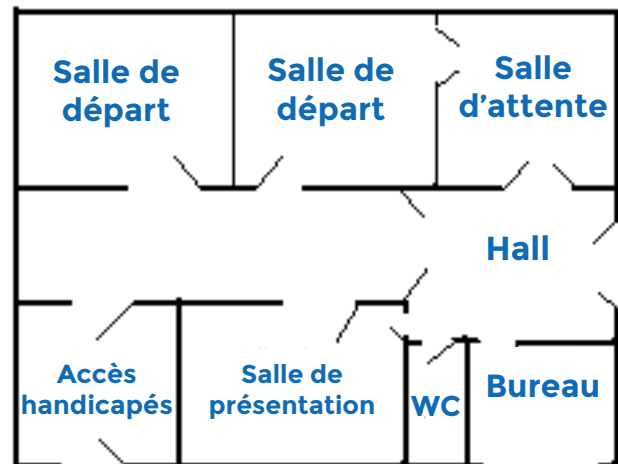 Salle de
départ
Salle de
départ
Salle
d’attente
Hall
Accès
handicapés
Salle de
présentation
WC
Bureau